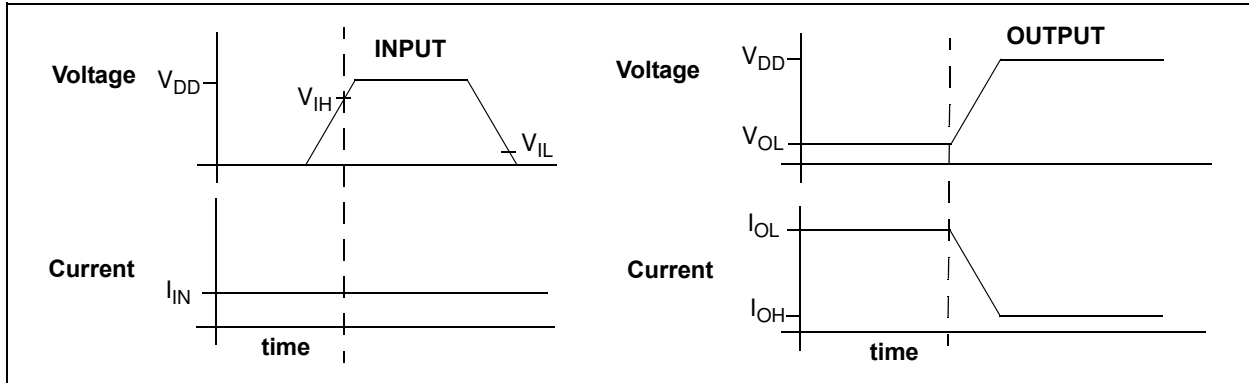 INPUT
Voltage
V_DD
V_IH
V_IL
Current
I_IN
time
OUTPUT
Voltage
V_DD
V_OL
I_OL
Current
I_OH
time